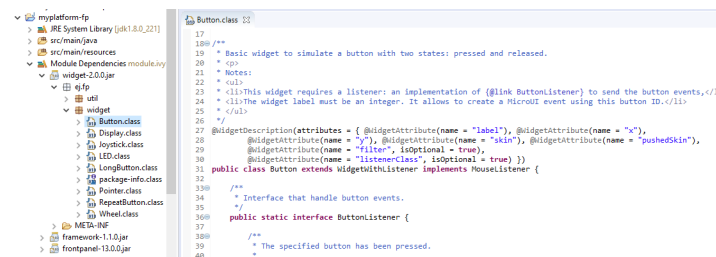 myplatform-fp
JRE System Library [jdk1.8.0_221]
src/main/java
src/main/resources
Module Dependencies module.ivy
widget-2.0.0.jar
ej.fp
util
widget
Button.class
Display.class
Joystick.class
LED.class
LongButton.class
package-info.class
Pointer.class
RepeatButton.class
Wheel.class
META-INF
framework-1.1.0.jar
frontpanel-13.0.0.jar
Button.class
17
18 /**
19 * Basic widget to simulate a button with two states: pressed and released.
20 * <p>
21 * Notes:
22 * <ul>
23 * <li>This widget requires a listener: an implementation of {@link ButtonListener} to send the button events,</
24 * <li>The widget label must be an integer. It allows to create a MicroUI event using this button ID.</li>
25 * </ul>
26 */
27 @WidgetDescription(attributes = { @WidgetAttribute(name = "label"), @WidgetAttribute(name = "x"),
28 @WidgetAttribute(name = "y"), @WidgetAttribute(name = "skin"), @WidgetAttribute(name = "pushedSkin"),
29 @WidgetAttribute(name = "filter", isOptional = true),
30 @WidgetAttribute(name = "listenerClass", isOptional = true) })
31 public class Button extends WidgetWithListener implements MouseListener {
32
33 /**
34 * Interface that handle button events.
35 */
36 public static interface ButtonListener {
37
38 /**
39 * The specified button has been pressed.
40 *